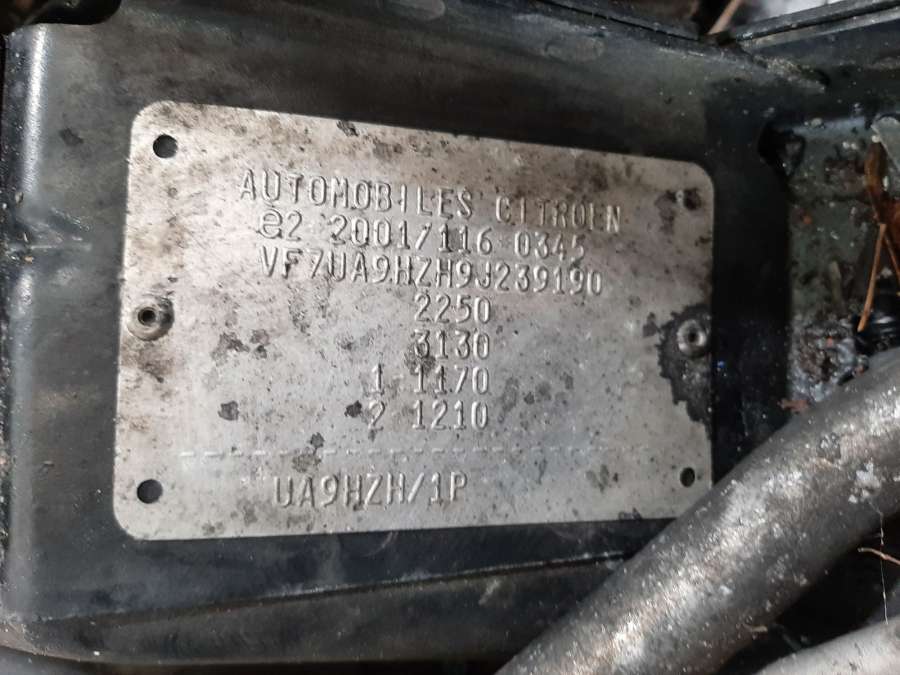 AUTOMOBILES CITROEN
e2 2001/116 0345
VF7UA9HZH9J239190
2250
3130
1 1170
2 1210
UA9HZH/1P